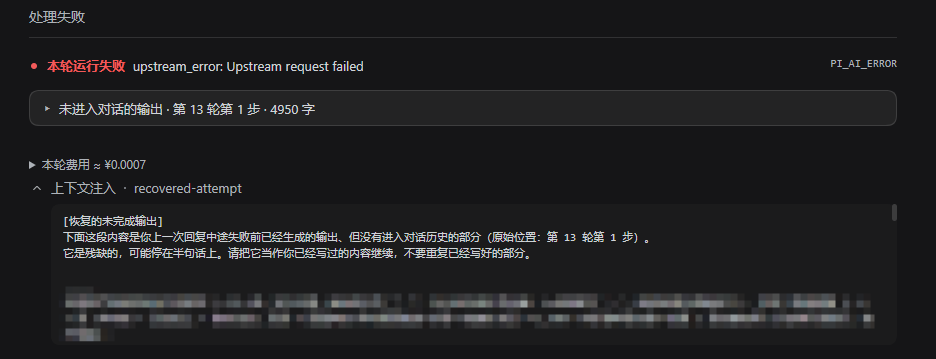 处理失败
本轮运行失败 upstream_error: Upstream request failed PI_AI_ERROR
未进入对话的输出 · 第 13 轮第 1 步 · 4950 字
本轮费用 ≈ ¥0.0007
上下文注入 · recovered-attempt
[恢复的未完成输出]
下面这段内容是你上一次回复中途失败前已经生成的输出、但没有进入对话历史的部分（原始位置：第 13 轮第 1 步）。
它是残缺的，可能停在半句话上。请把它当作你已经写过的内容继续，不要重复已经写好的部分。